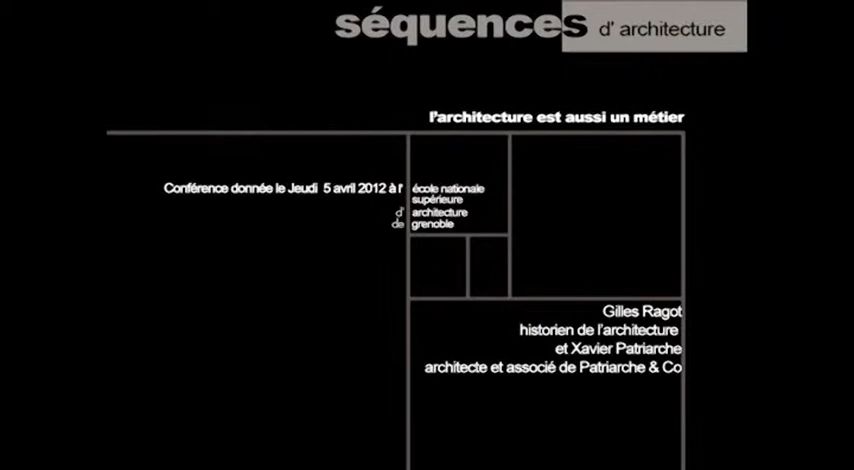 séquences d' architecture
l'architecture est aussi un métier
Conférence donnée le Jeudi 5 avril 2012 à l' école nationale
supérieure
d' architecture
de grenoble
Gilles Ragot
historien de l'architecture
et Xavier Patriarche
architecte et associé de Patriarche & Co